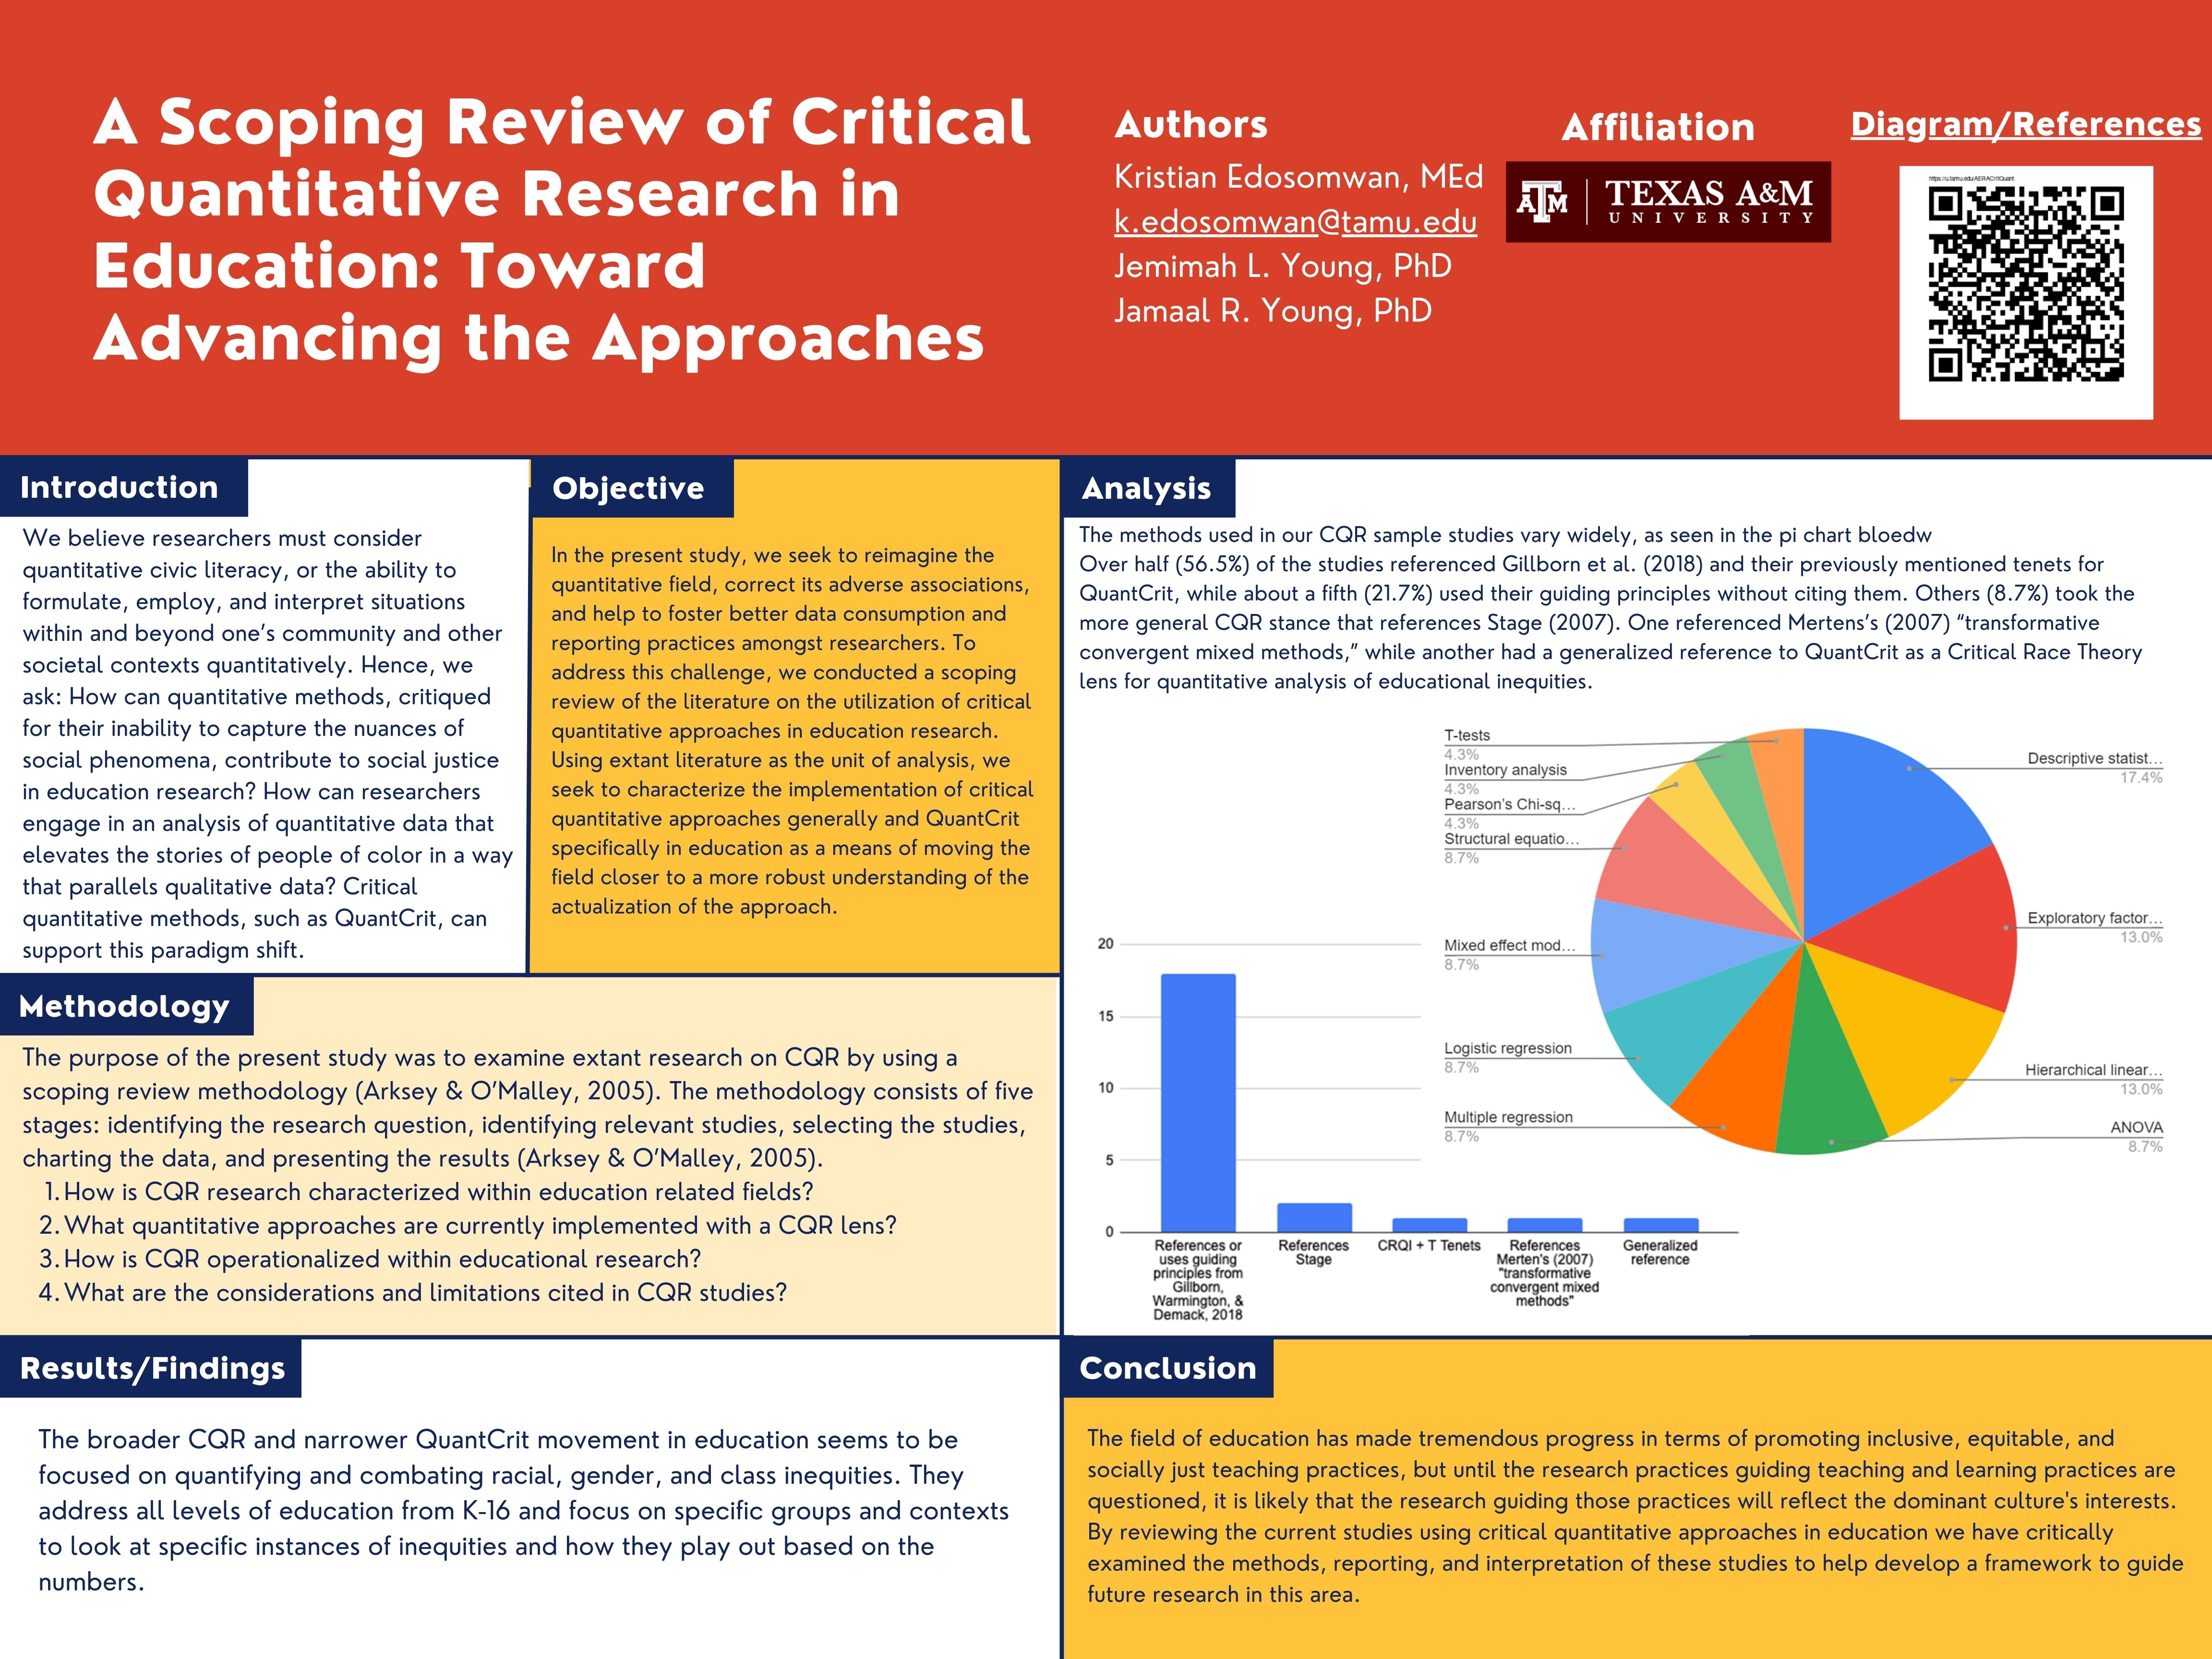 A Scoping Review of Critical
Quantitative Research in
Education: Toward
Advancing the Approaches
Authors
Kristian Edosomwan, MEd
k.edosomwan@tamu.edu
Jemimah L. Young, PhD
Jamaal R. Young, PhD
Affiliation
ATM
TEXAS A&M
UNIVERSITY
Diagram/References
https://u.tamu.edu/AERACritQuant
Introduction
We believe researchers must consider
quantitative civic literacy, or the ability to
formulate, employ, and interpret situations
within and beyond one's community and other
societal contexts quantitatively. Hence, we
ask: How can quantitative methods, critiqued
for their inability to capture the nuances of
social phenomena, contribute to social justice
in education research? How can researchers
engage in an analysis of quantitative data that
elevates the stories of people of color in a way
that parallels qualitative data? Critical
quantitative methods, such as QuantCrit, can
support this paradigm shift.
Objective
In the present study, we seek to reimagine the
quantitative field, correct its adverse associations,
and help to foster better data consumption and
reporting practices amongst researchers. To
address this challenge, we conducted a scoping
review of the literature on the utilization of critical
quantitative approaches in education research.
Using extant literature as the unit of analysis, we
seek to characterize the implementation of critical
quantitative approaches generally and QuantCrit
specifically in education as a means of moving the
field closer to a more robust understanding of the
actualization of the approach.
Methodology
The purpose of the present study was to examine extant research on CQR by using a
scoping review methodology (Arksey & O'Malley, 2005). The methodology consists of five
stages: identifying the research question, identifying relevant studies, selecting the studies,
charting the data, and presenting the results (Arksey & O'Malley, 2005).
1. How is CQR research characterized within education related fields?
2. What quantitative approaches are currently implemented with a CQR lens?
3. How is CQR operationalized within educational research?
4. What are the considerations and limitations cited in CQR studies?
Results/Findings
The broader CQR and narrower QuantCrit movement in education seems to be
focused on quantifying and combating racial, gender, and class inequities. They
address all levels of education from K-16 and focus on specific groups and contexts
to look at specific instances of inequities and how they play out based on the
numbers.
Analysis
The methods used in our CQR sample studies vary widely, as seen in the pi chart bloedw
Over half (56.5%) of the studies referenced Gillborn et al. (2018) and their previously mentioned tenets for
QuantCrit, while about a fifth (21.7%) used their guiding principles without citing them. Others (8.7%) took the
more general CQR stance that references Stage (2007). One referenced Mertens's (2007) "transformative
convergent mixed methods," while another had a generalized reference to QuantCrit as a Critical Race Theory
lens for quantitative analysis of educational inequities.
20
15
10
5
0
References or
uses guiding
principles from
Gillborn,
Warmington, &
Demack, 2018
References
Stage
CRQI + T Tenets
References
Merten's (2007)
"transformative
convergent mixed
methods"
Generalized
reference
T-tests
4.3%
Inventory analysis
4.3%
Pearson's Chi-sq...
4.3%
Structural equatio...
8.7%
Mixed effect mod...
8.7%
Logistic regression
8.7%
Multiple regression
8.7%
Descriptive statist...
17.4%
Exploratory factor...
13.0%
Hierarchical linear...
13.0%
ANOVA
8.7%
Conclusion
The field of education has made tremendous progress in terms of promoting inclusive, equitable, and
socially just teaching practices, but until the research practices guiding teaching and learning practices are
questioned, it is likely that the research guiding those practices will reflect the dominant culture's interests.
By reviewing the current studies using critical quantitative approaches in education we have critically
examined the methods, reporting, and interpretation of these studies to help develop a framework to guide
future research in this area.